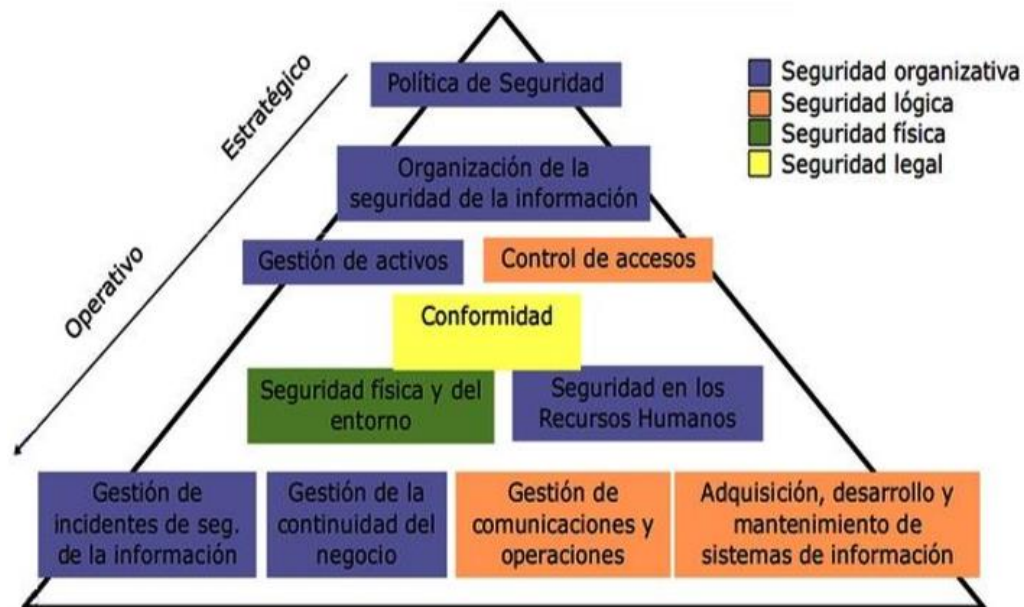 Estratégico
Operativo
Política de Seguridad
Seguridad organizativa
Seguridad lógica
Seguridad física
Seguridad legal
Organización de la
seguridad de la información
Gestión de activos
Control de accesos
Conformidad
Seguridad física y del
entorno
Seguridad en los
Recursos Humanos
Gestión de
incidentes de seg.
de la información
Gestión de la
continuidad del
negocio
Gestión de
comunicaciones y
operaciones
Adquisición, desarrollo y
mantenimiento de
sistemas de información